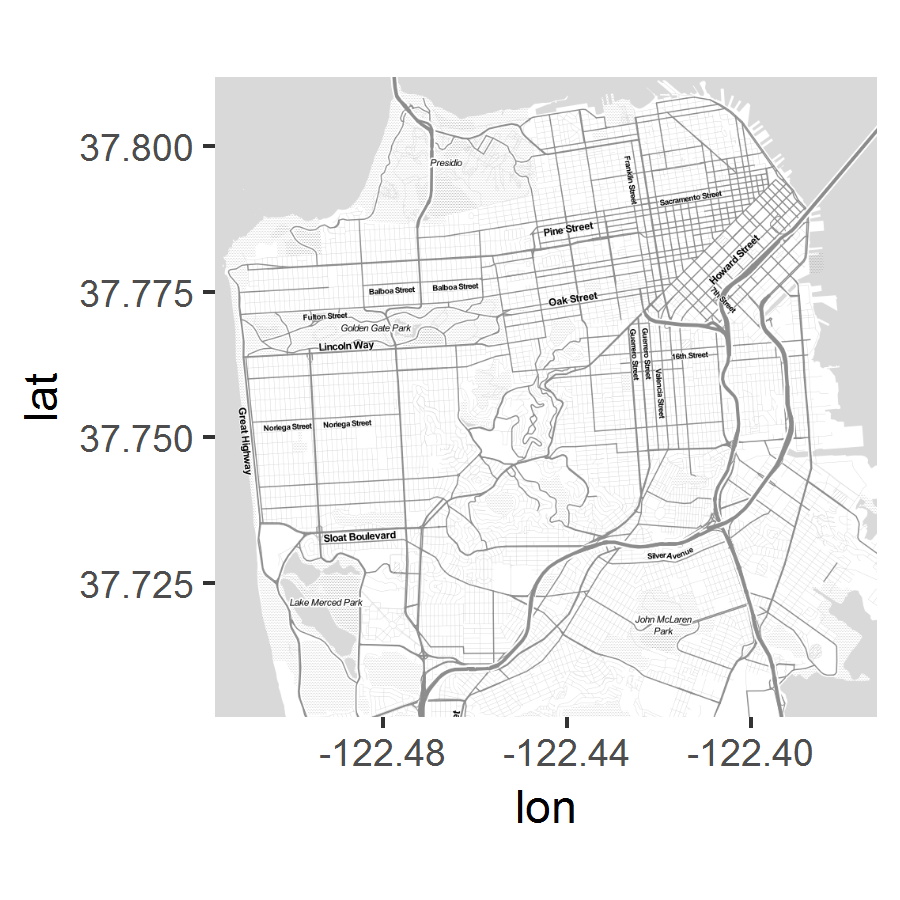 37.800
37.775
37.750
37.725
lat
Presidio
Franklin Street
Sacramento Street
Pine Street
Howard Street
7th Street
Balboa Street
Balboa Street
Oak Street
Fulton Street
Golden Gate Park
Lincoln Way
Guerrero Street
Guerrero Street
16th Street
Valencia Street
Great Highway
Noriega Street
Noriega Street
Sloat Boulevard
Silver Avenue
Lake Merced Park
John McLaren
Park
-122.48
-122.44
-122.40
lon